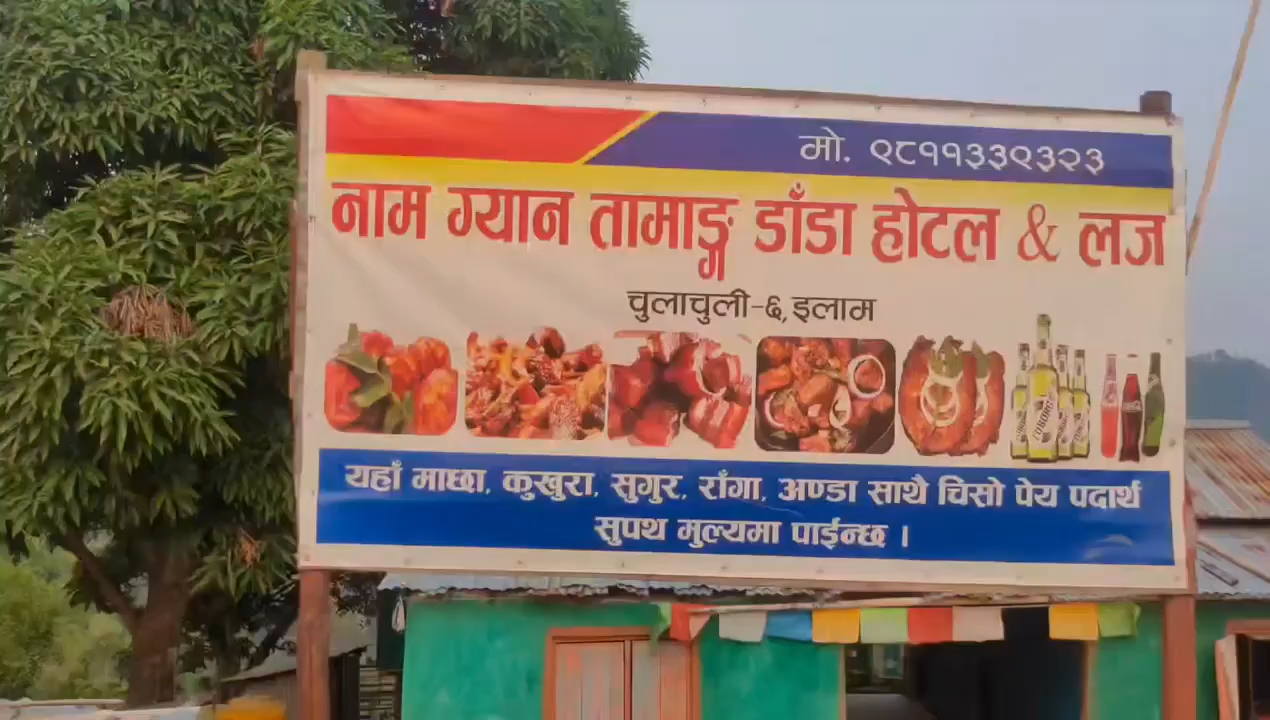 मो. ९८११३३९३२३
नाम ग्यान तामाङ्ग डाँडा होटल & लज
चुलाचुली-६, इलाम
यहाँ माछा, कुखुरा, सुगुर, राँगा, अण्डा साथै चिसो पेय पदार्थ
सुपथ मुल्यमा पाईन्छ ।